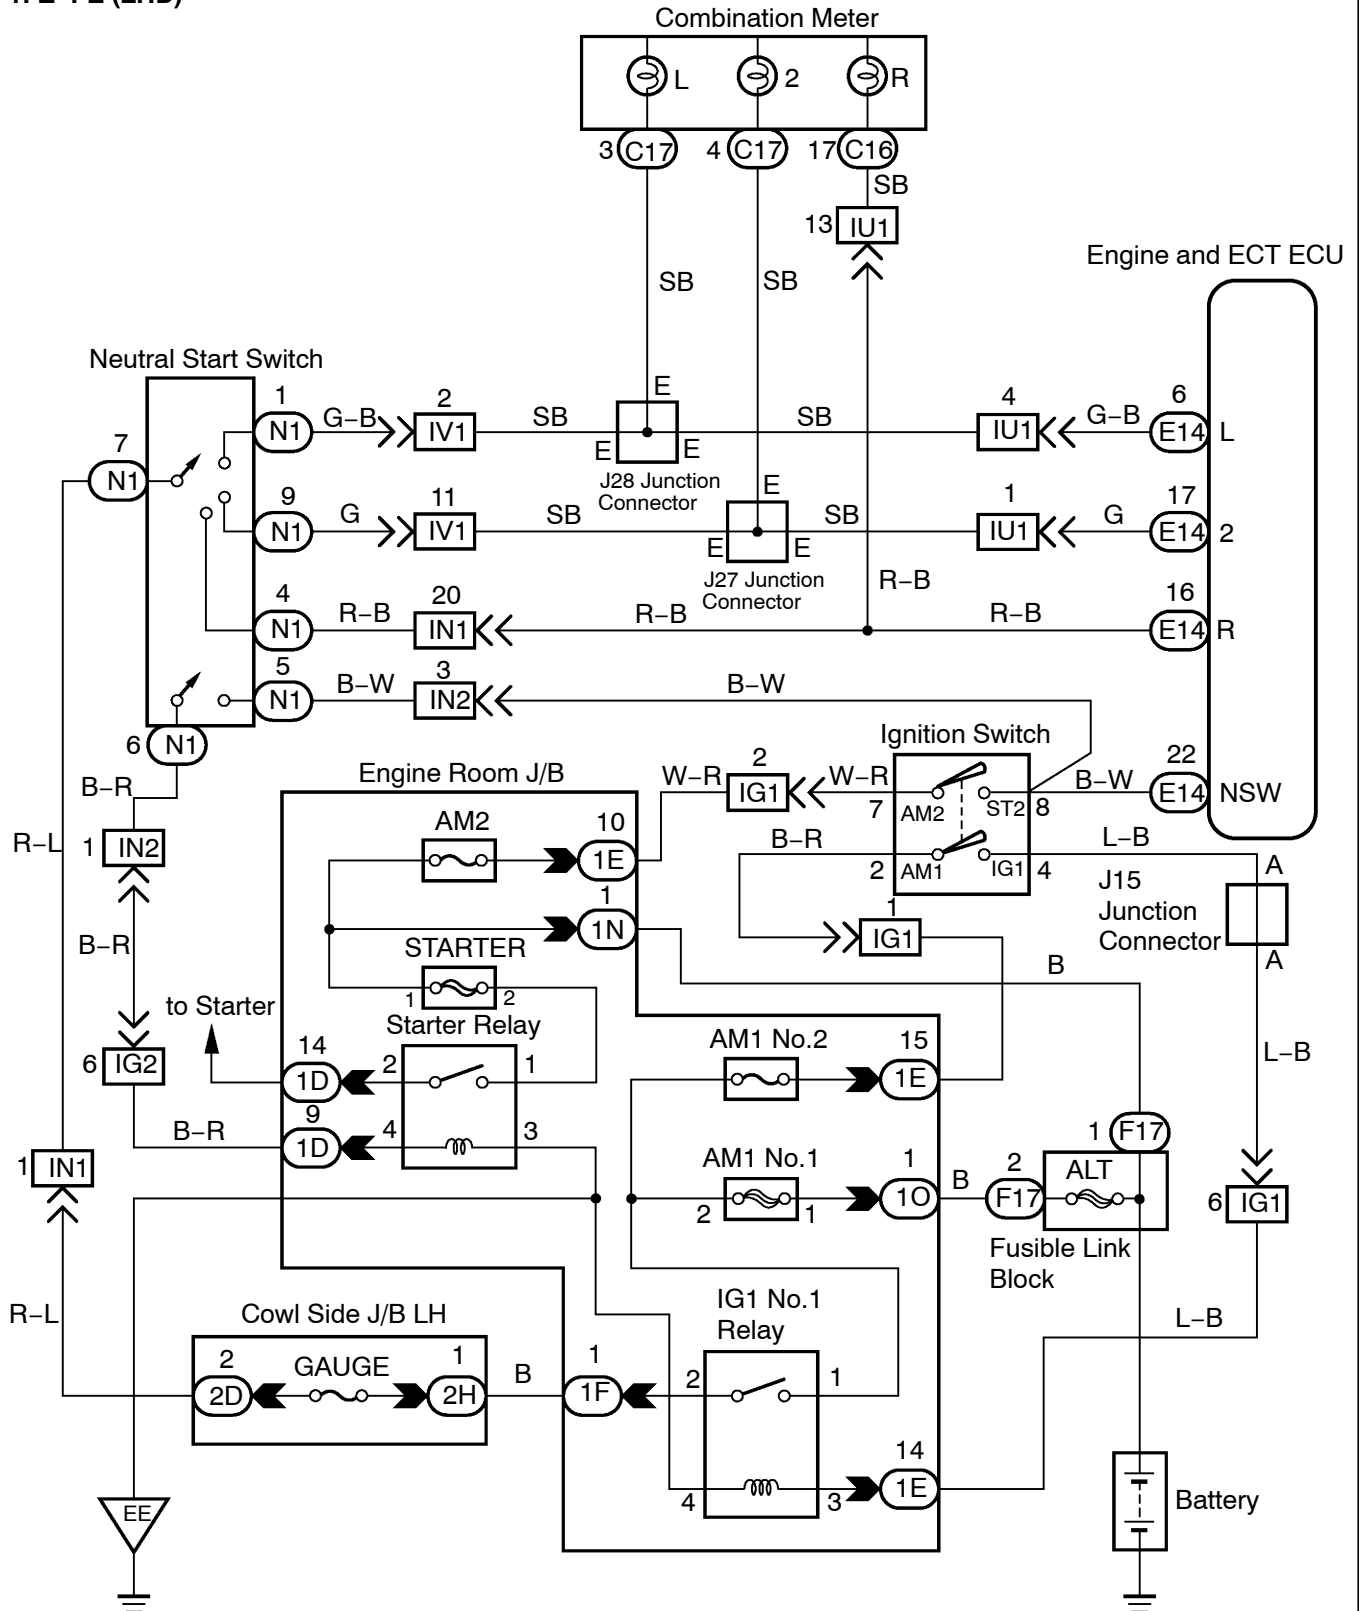 Combination Meter
L 2 R
3 C17 4 C17 17 C16
SB
13 IU1
Engine and ECT ECU
SB SB
Neutral Start Switch
E
1 2 4 6
N1 G–B IV1 SB SB IU1 G–B E14 L
7 E E
N1
J28 Junction
Connector
E
9 11 1 17
N1 G IV1 SB SB IU1 G E14 2
E E
J27 Junction
Connector
R–B
4 20 16
N1 R–B IN1 R–B R–B E14 R
5 3
N1 B–W IN2 B–W
6 N1
Ignition Switch
2 22
W–R IG1 W–R B–W E14 NSW
7 AM2 ST2 8
B–R
Engine Room J/B
AM2 10
1E
B–R L–B
2 AM1 IG1 4
R–L
1 IN2
A
J15
Junction
Connector
A
1
1N
1
IG1
B–R
STARTER
1 2
B
to Starter
Starter Relay
14 2 1
1D
6 IG2
AM1 No.2 15
1E
L–B
9
B–R 1D 4 3
1 F17
1 IN1
AM1 No.1 1
2 1 1O B
2
F17
ALT
6 IG1
Fusible Link
Block
R–L
Cowl Side J/B LH
IG1 No.1
Relay
L–B
2 GAUGE 1 1
2D 2H B 1F 2 1
14
4 3 1E
Battery
EE